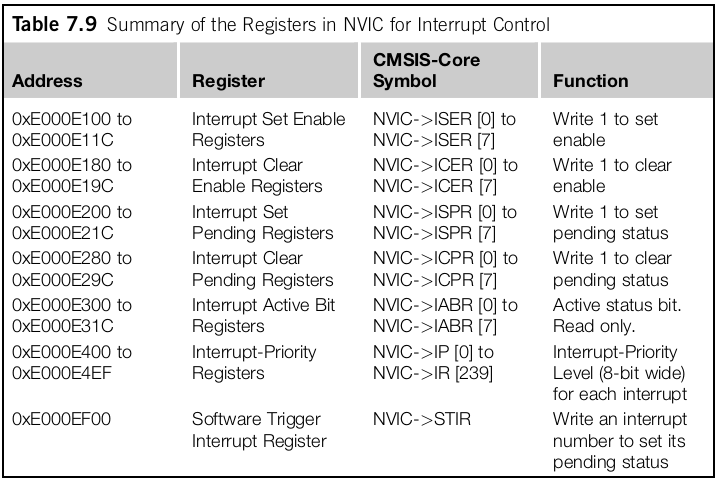 Table 7.9 Summary of the Registers in NVIC for Interrupt Control
Address Register CMSIS-Core Symbol Function
0xE000E100 to Interrupt Set Enable NVIC->ISER [0] to Write 1 to set
0xE000E11C Registers NVIC->ISER [7] enable
0xE000E180 to Interrupt Clear NVIC->ICER [0] to Write 1 to clear
0xE000E19C Enable Registers NVIC->ICER [7] enable
0xE000E200 to Interrupt Set NVIC->ISPR [0] to Write 1 to set
0xE000E21C Pending Registers NVIC->ISPR [7] pending status
0xE000E280 to Interrupt Clear NVIC->ICPR [0] to Write 1 to clear
0xE000E29C Pending Registers NVIC->ICPR [7] pending status
0xE000E300 to Interrupt Active Bit NVIC->IABR [0] to Active status bit.
0xE000E31C Registers NVIC->IABR [7] Read only.
0xE000E400 to Interrupt-Priority NVIC->IP [0] to Interrupt-Priority
0xE000E4EF Registers NVIC->IR [239] Level (8-bit wide)
for each interrupt
0xE000EF00 Software Trigger NVIC->STIR Write an interrupt
Interrupt Register number to set its
pending status